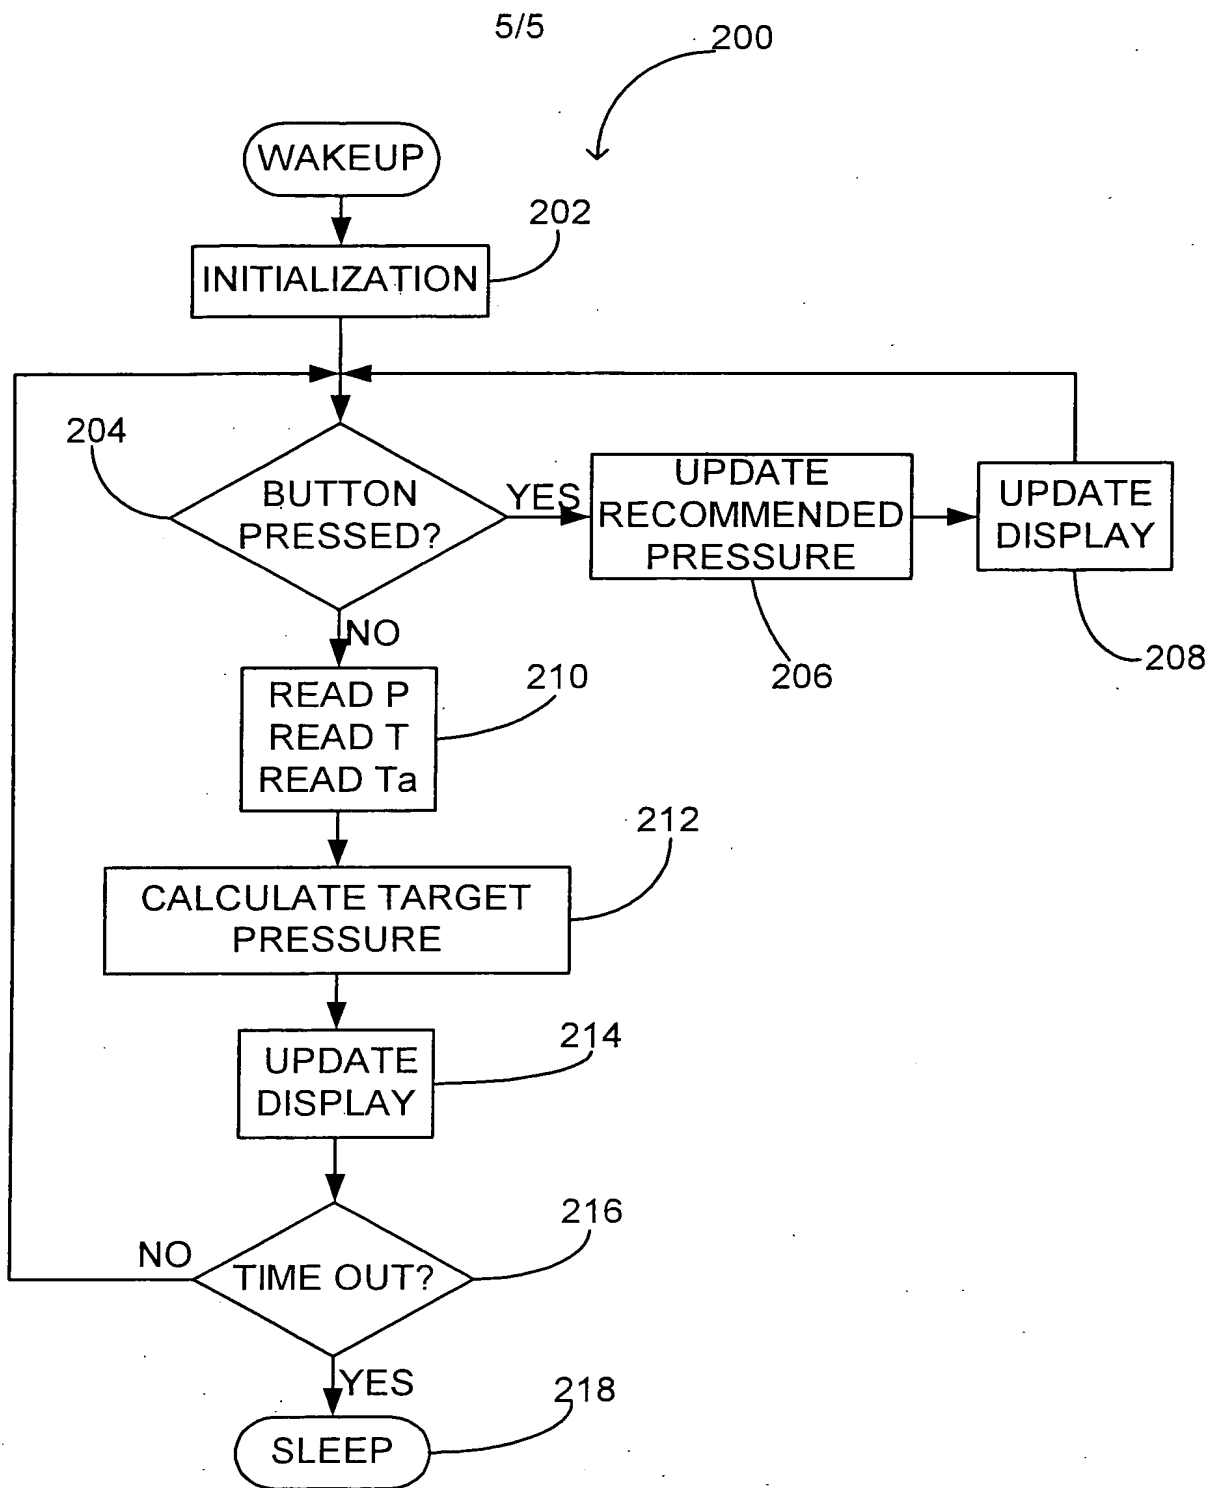 5/5
200
WAKEUP
202
INITIALIZATION
204
BUTTON
PRESSED?
YES
UPDATE
RECOMMENDED
PRESSURE
UPDATE
DISPLAY
206
208
NO
READ P
READ T
READ Ta
210
212
CALCULATE TARGET
PRESSURE
214
UPDATE
DISPLAY
216
NO
TIME OUT?
YES
218
SLEEP